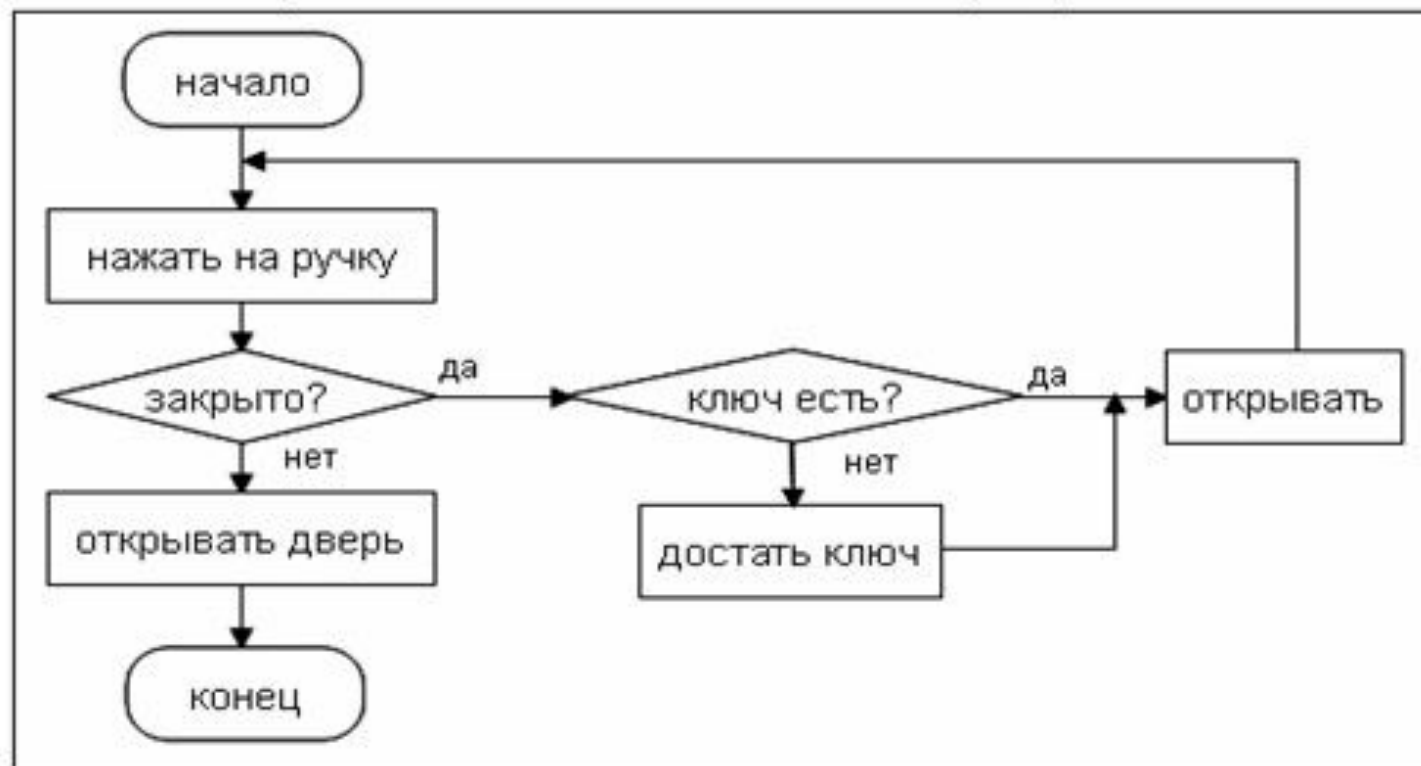 начало
нажать на ручку
закрыто?
да
ключ есть?
да
открывать
нет
нет
открывать дверь
достать ключ
конец